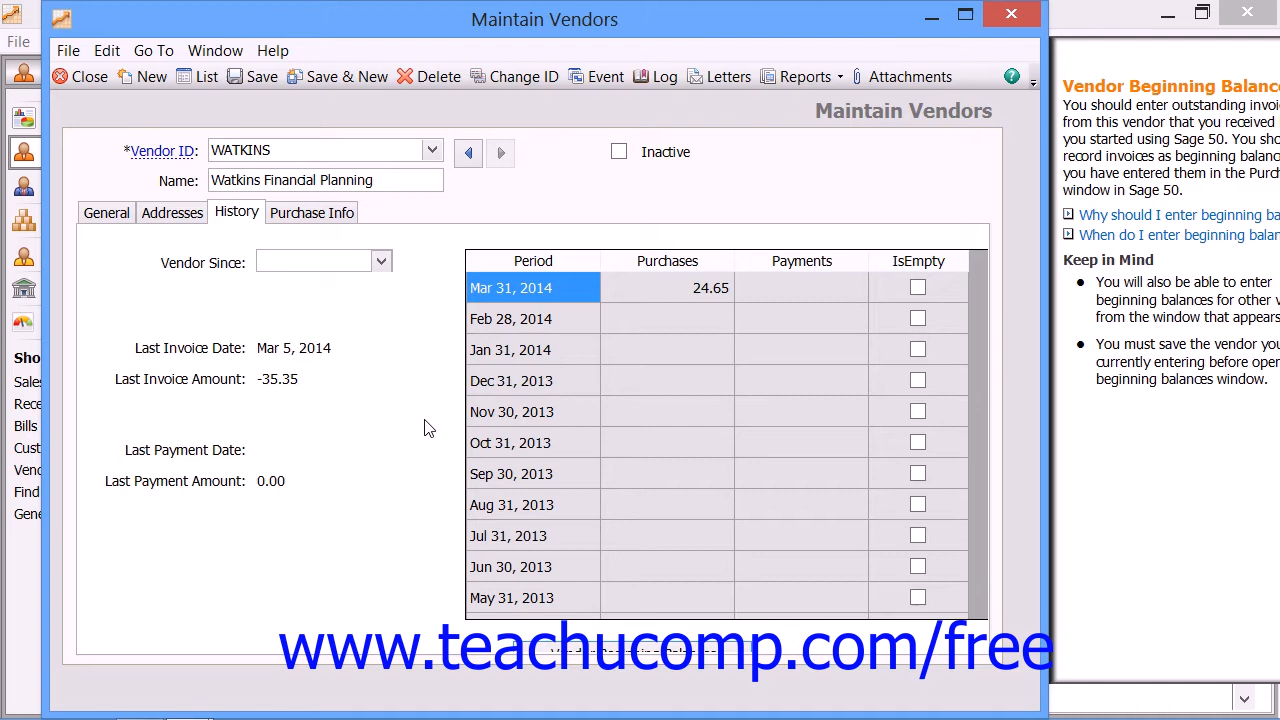 Maintain Vendors
File
File Edit Go To Window Help
Close New List Save Save & New Delete Change ID Event Log Letters Reports Attachments
Maintain Vendors
*Vendor ID: WATKINS
Inactive
Name: Watkins Financial Planning
General Addresses History Purchase Info
Vendor Since:
Last Invoice Date: Mar 5, 2014
Last Invoice Amount: -35.35
Last Payment Date:
Last Payment Amount: 0.00
Period Purchases Payments IsEmpty
Mar 31, 2014 24.65
Feb 28, 2014
Jan 31, 2014
Dec 31, 2013
Nov 30, 2013
Oct 31, 2013
Sep 30, 2013
Aug 31, 2013
Jul 31, 2013
Jun 30, 2013
May 31, 2013
Sho
Sales
Rece
Bills
Cust
Vend
Find
Gene
Vendor Beginning Balance
You should enter outstanding invoi
from this vendor that you received
you started using Sage 50. You sho
record invoices as beginning balanc
you have entered them in the Purch
window in Sage 50.
Why should I enter beginning ba
When do I enter beginning balan
Keep in Mind
• You will also be able to enter
beginning balances for other v
from the window that appears
• You must save the vendor you
currently entering before open
beginning balances window.
www.teachucomp.com/free